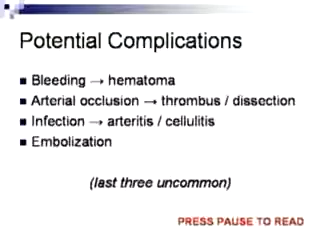 Potential Complications
Bleeding → hematoma
Arterial occlusion → thrombus / dissection
Infection → arteritis / cellulitis
Embolization
(last three uncommon)
PRESS PAUSE TO READ